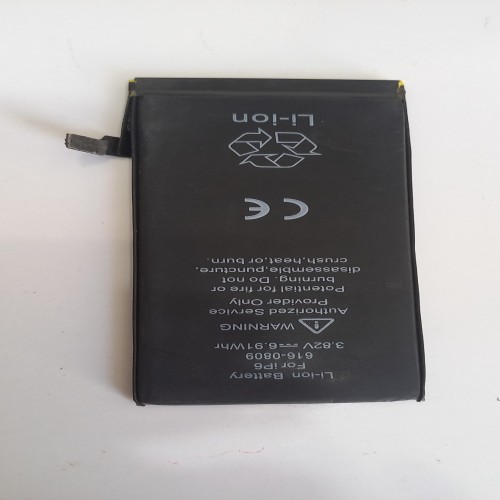 Li-ion Battery
For iP6
616-0809
3.82V⎓6.91Whr
WARNING
Authorized Service
Provider Only
Potential for fire or
burning. Do not
disassemble,puncture,
crush,heat,or burn.
CE
Li-ion